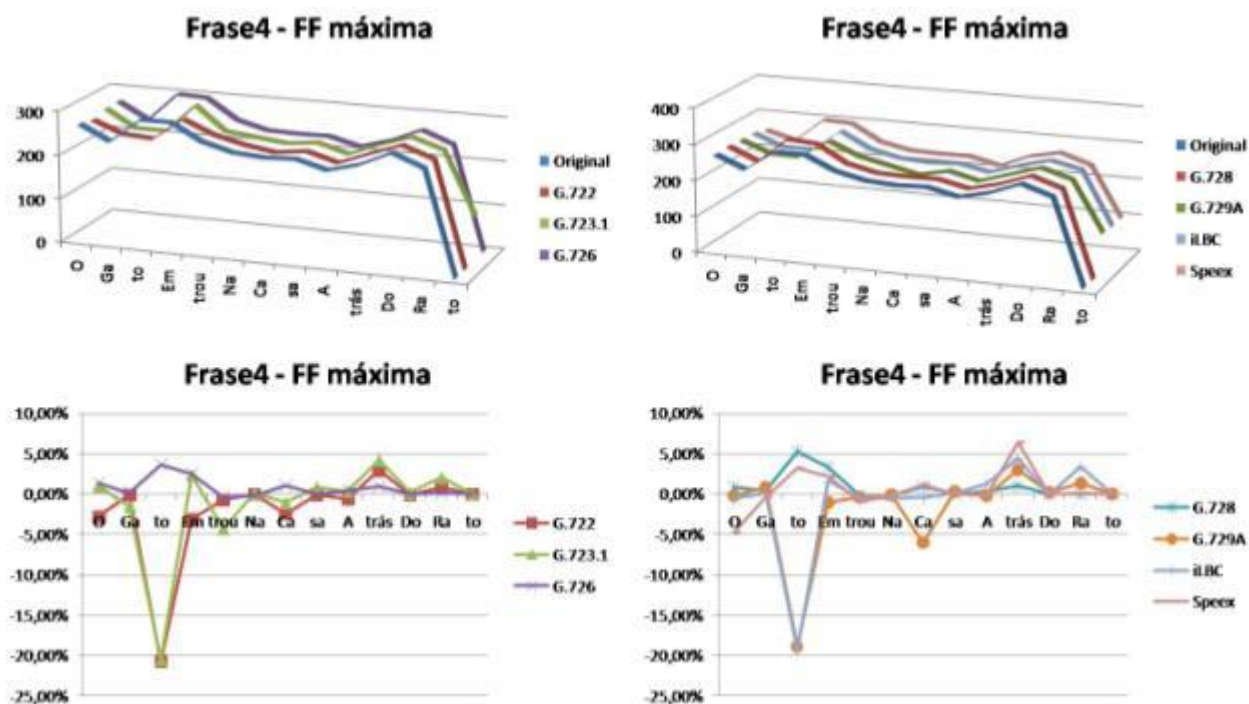 Frase4 - FF máxima
300
200
100
0
O
Ga
to
Em
trou
Na
Ca
sa
A
trás
Do
Ra
to
Original
G.722
G.723.1
G.726
Frase4 - FF máxima
400
300
200
100
0
O
Ga
to
Em
trou
Na
Ca
sa
A
trás
Do
Ra
to
Original
G.728
G.729A
iLBC
Speex
Frase4 - FF máxima
10,00%
5,00%
0,00%
-5,00%
-10,00%
-15,00%
-20,00%
-25,00%
O Ga to Em trou Na Ca sa A trás Do Ra to
G.722
G.723.1
G.726
Frase4 - FF máxima
10,00%
5,00%
0,00%
-5,00%
-10,00%
-15,00%
-20,00%
-25,00%
O Ga to Em trou Na Ca sa A trás Do Ra to
G.728
G.729A
iLBC
Speex